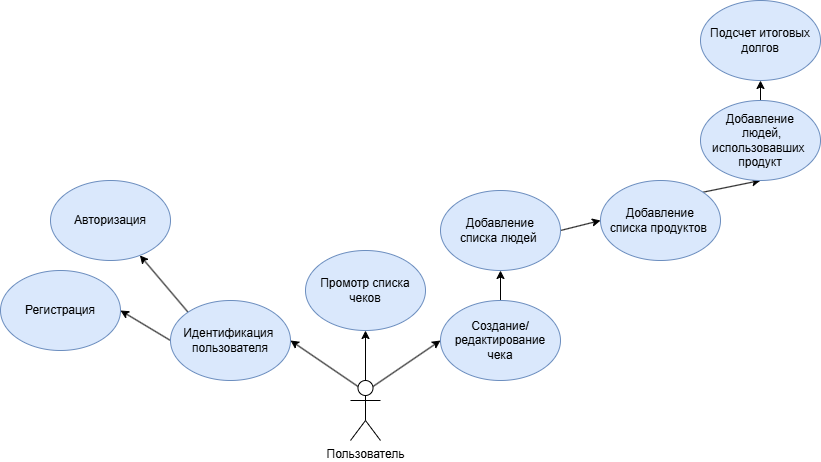 Подсчет итоговых
долгов
Добавление
людей,
использовавших
продукт
Авторизация
Добавление
списка людей
Добавление
списка продуктов
Промотр списка
чеков
Регистрация
Идентификация
пользователя
Создание/
редактирование
чека
Пользователь